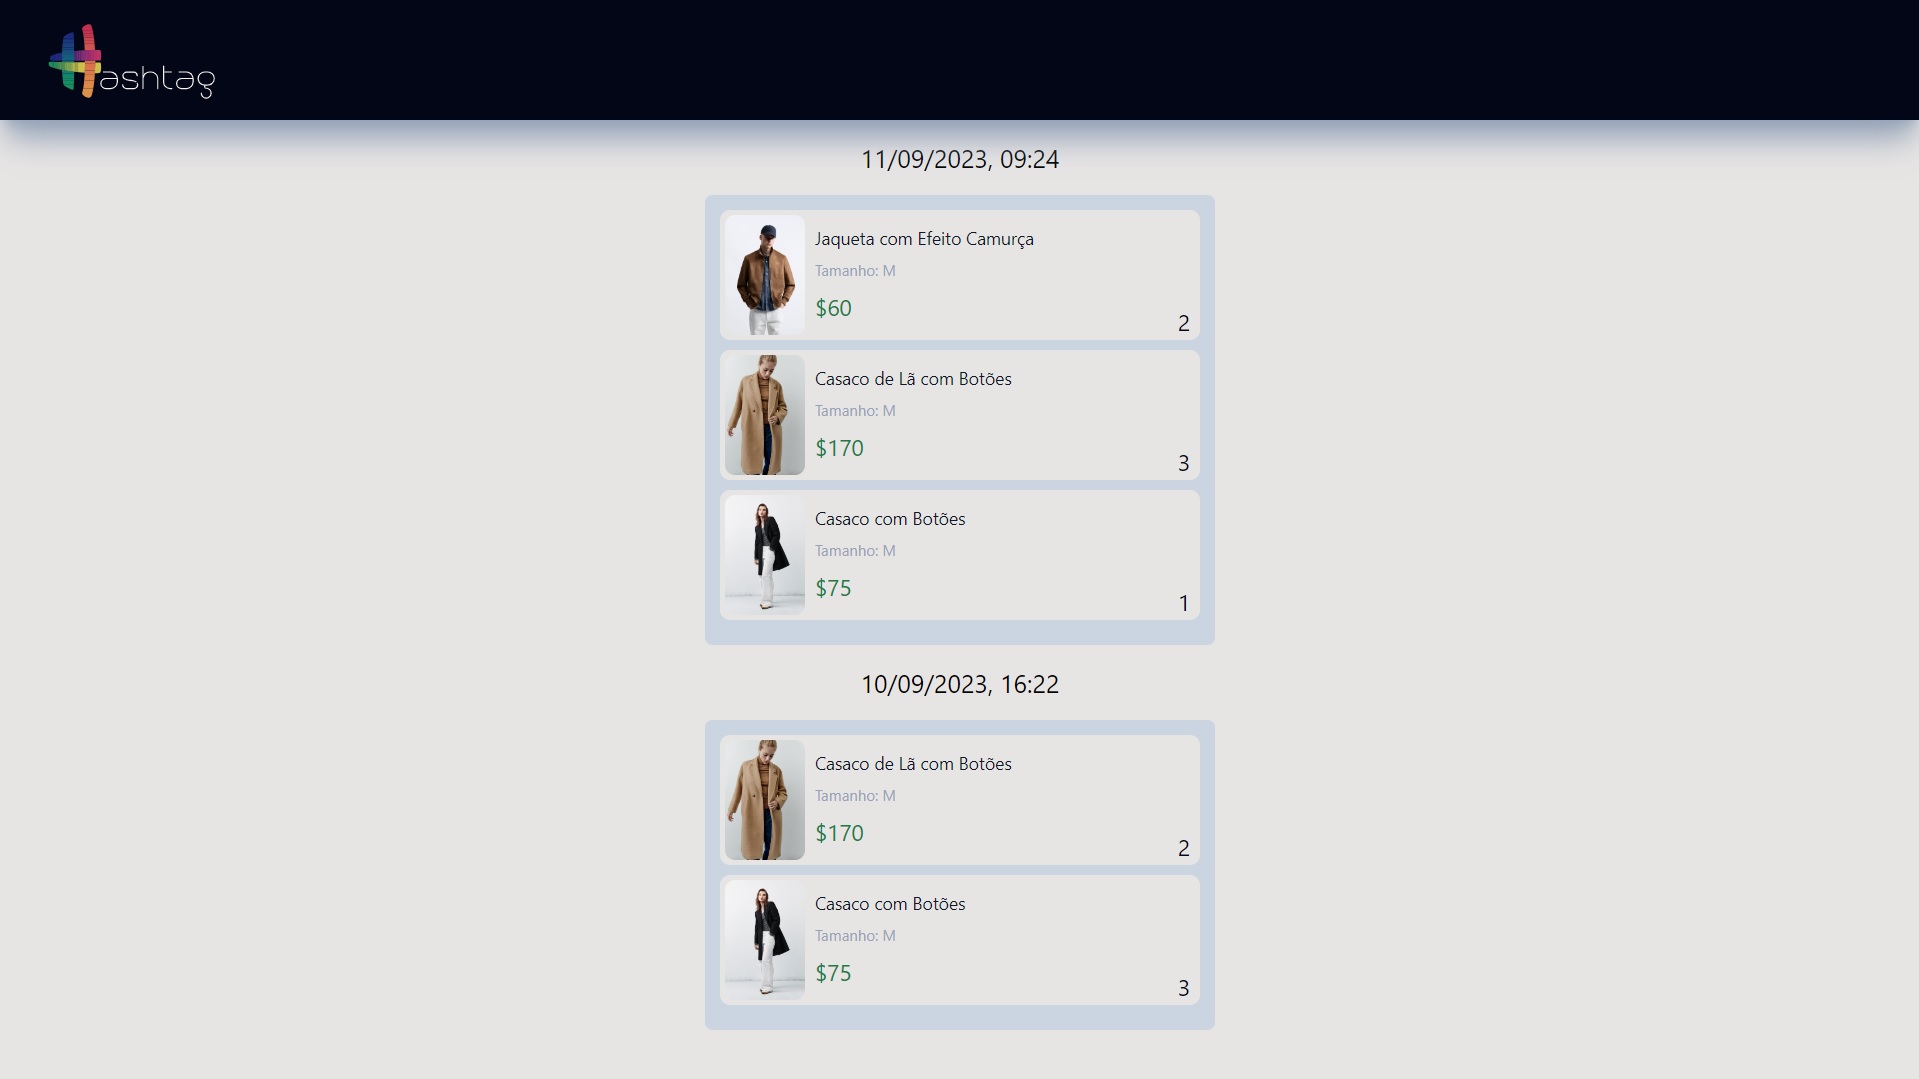 Hashtag
11/09/2023, 09:24
Jaqueta com Efeito Camurça
Tamanho: M
$60
2
Casaco de Lã com Botões
Tamanho: M
$170
3
Casaco com Botões
Tamanho: M
$75
1
10/09/2023, 16:22
Casaco de Lã com Botões
Tamanho: M
$170
2
Casaco com Botões
Tamanho: M
$75
3